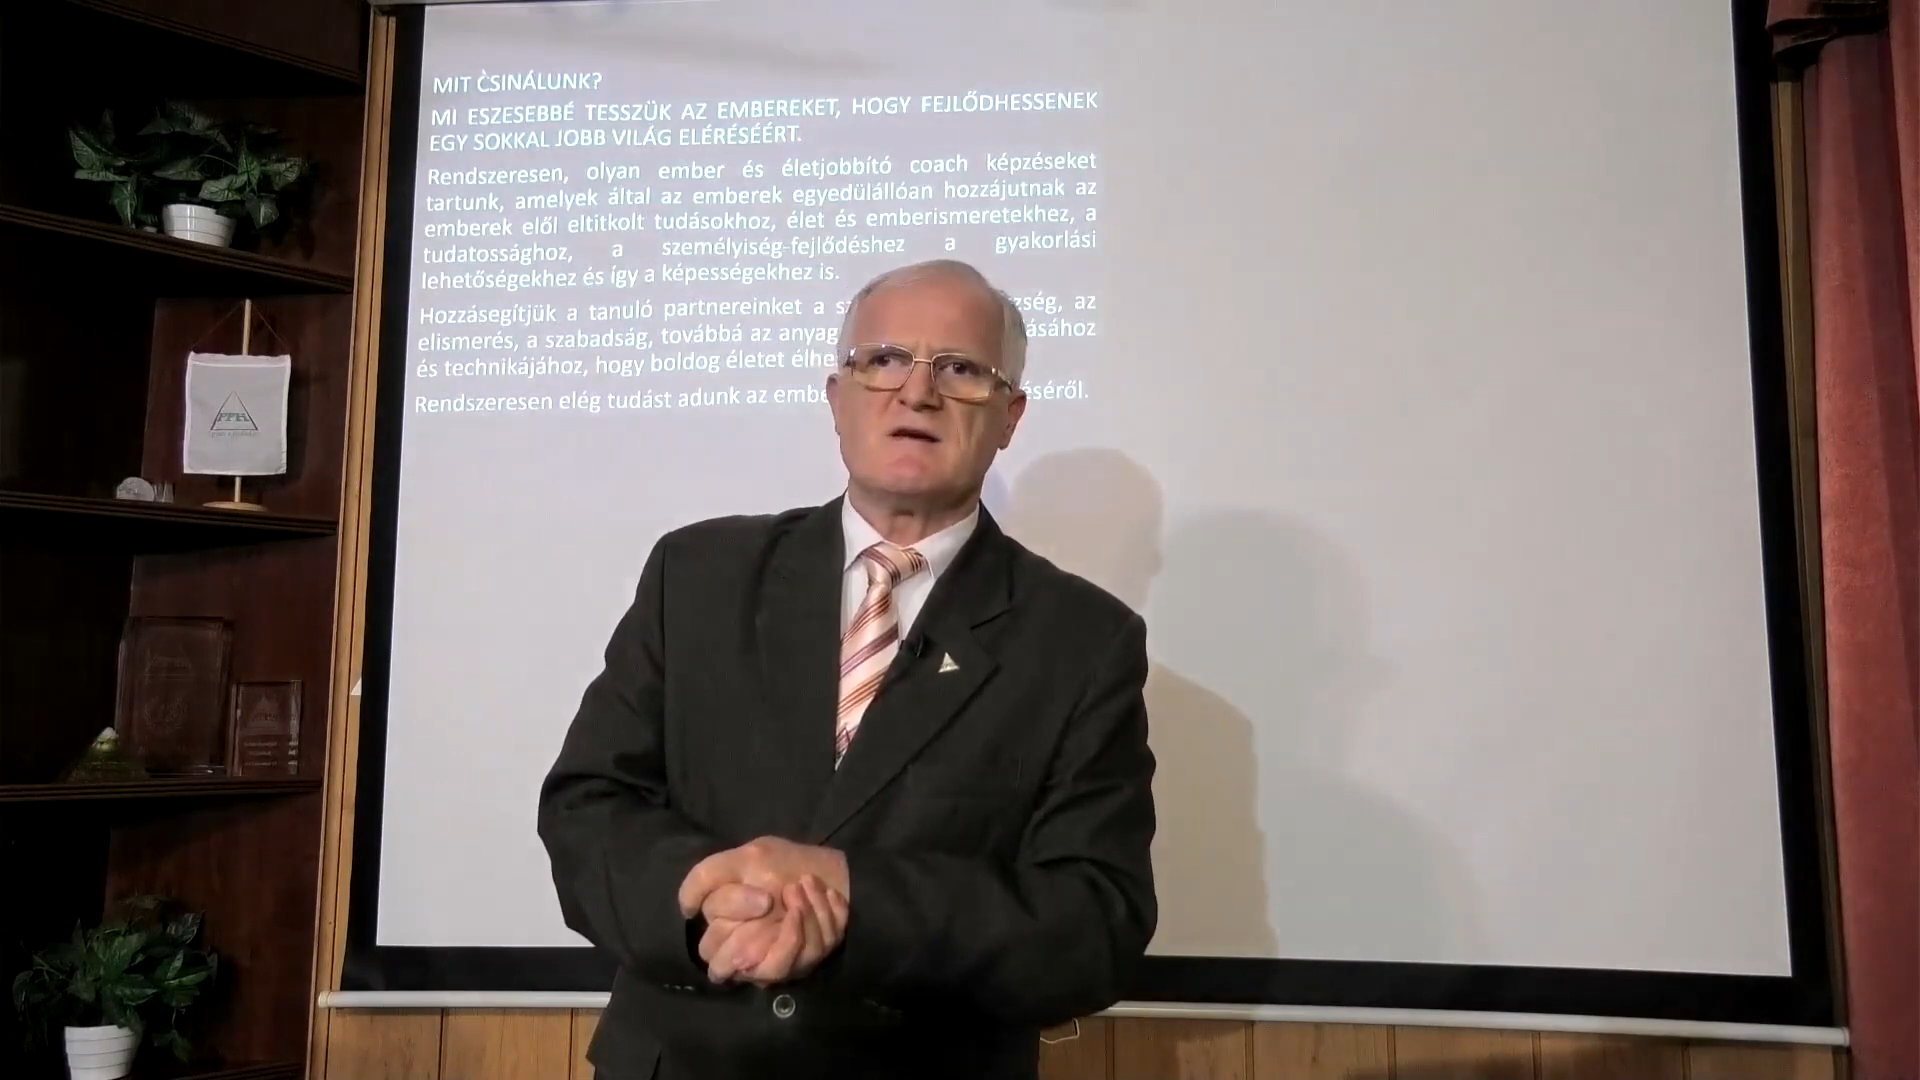 MIT CSINÁLUNK?
MI ESZESEBBÉ TESSZÜK AZ EMBEREKET, HOGY FEJLŐDHESSENEK
EGY SOKKAL JOBB VILÁG ELÉRÉSÉÉRT.
Rendszeresen, olyan ember és életjobbító coach képzéseket
tartunk, amelyek által az emberek egyedülállóan hozzájutnak az
emberek elől eltitkolt tudásokhoz, élet és emberismeretekhez, a
tudatossághoz, a személyiség-fejlődéshez a gyakorlási
lehetőségekhez és így a képességekhez is.
Hozzásegítjük a tanuló partnereinket a az
elismerés, a szabadság, továbbá az
és technikájához, hogy boldog életet
Rendszeresen elég tudást adunk az
PPK